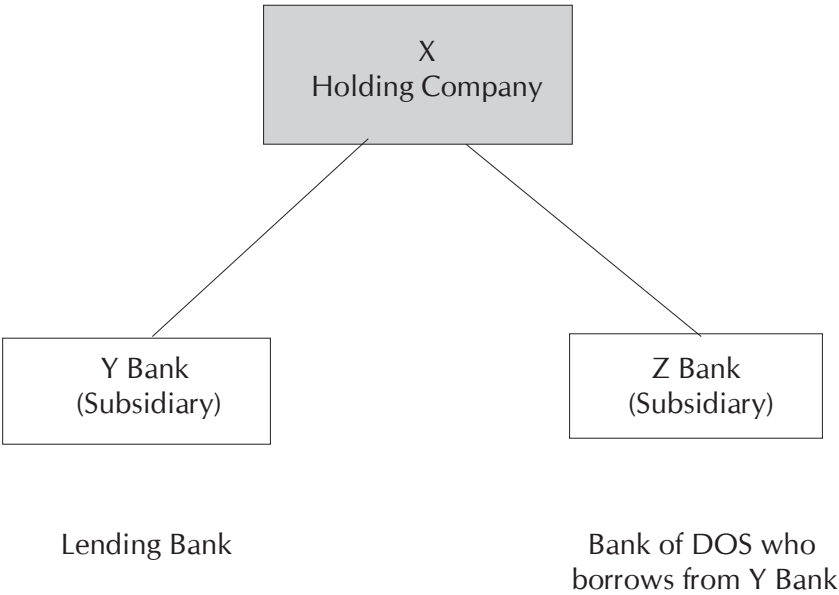 X
Holding Company
Y Bank
(Subsidiary)
Z Bank
(Subsidiary)
Lending Bank
Bank of DOS who
borrows from Y Bank